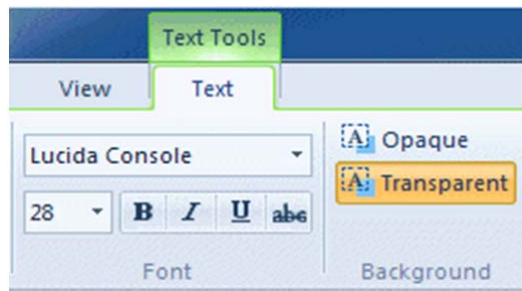 Text Tools
View Text
Lucida Console
Opaque
Transparent
28 B I U abc
Font Background